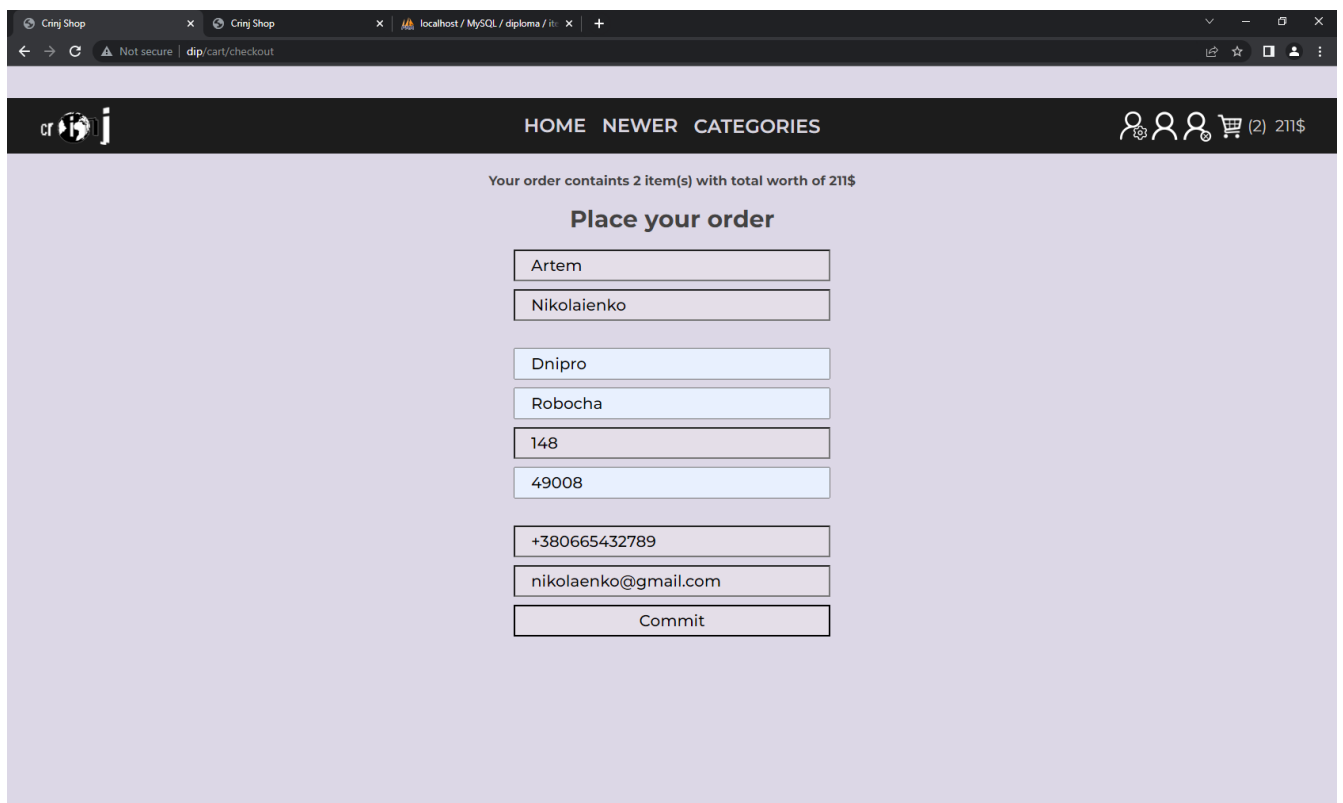 Crinj Shop
Crinj Shop
localhost / MySQL / diploma / it
Not secure | dip/cart/checkout
HOME NEWER CATEGORIES
(2) 211$
Your order containts 2 item(s) with total worth of 211$
Place your order
Artem
Nikolaienko
Dnipro
Robocha
148
49008
+380665432789
nikolaenko@gmail.com
Commit